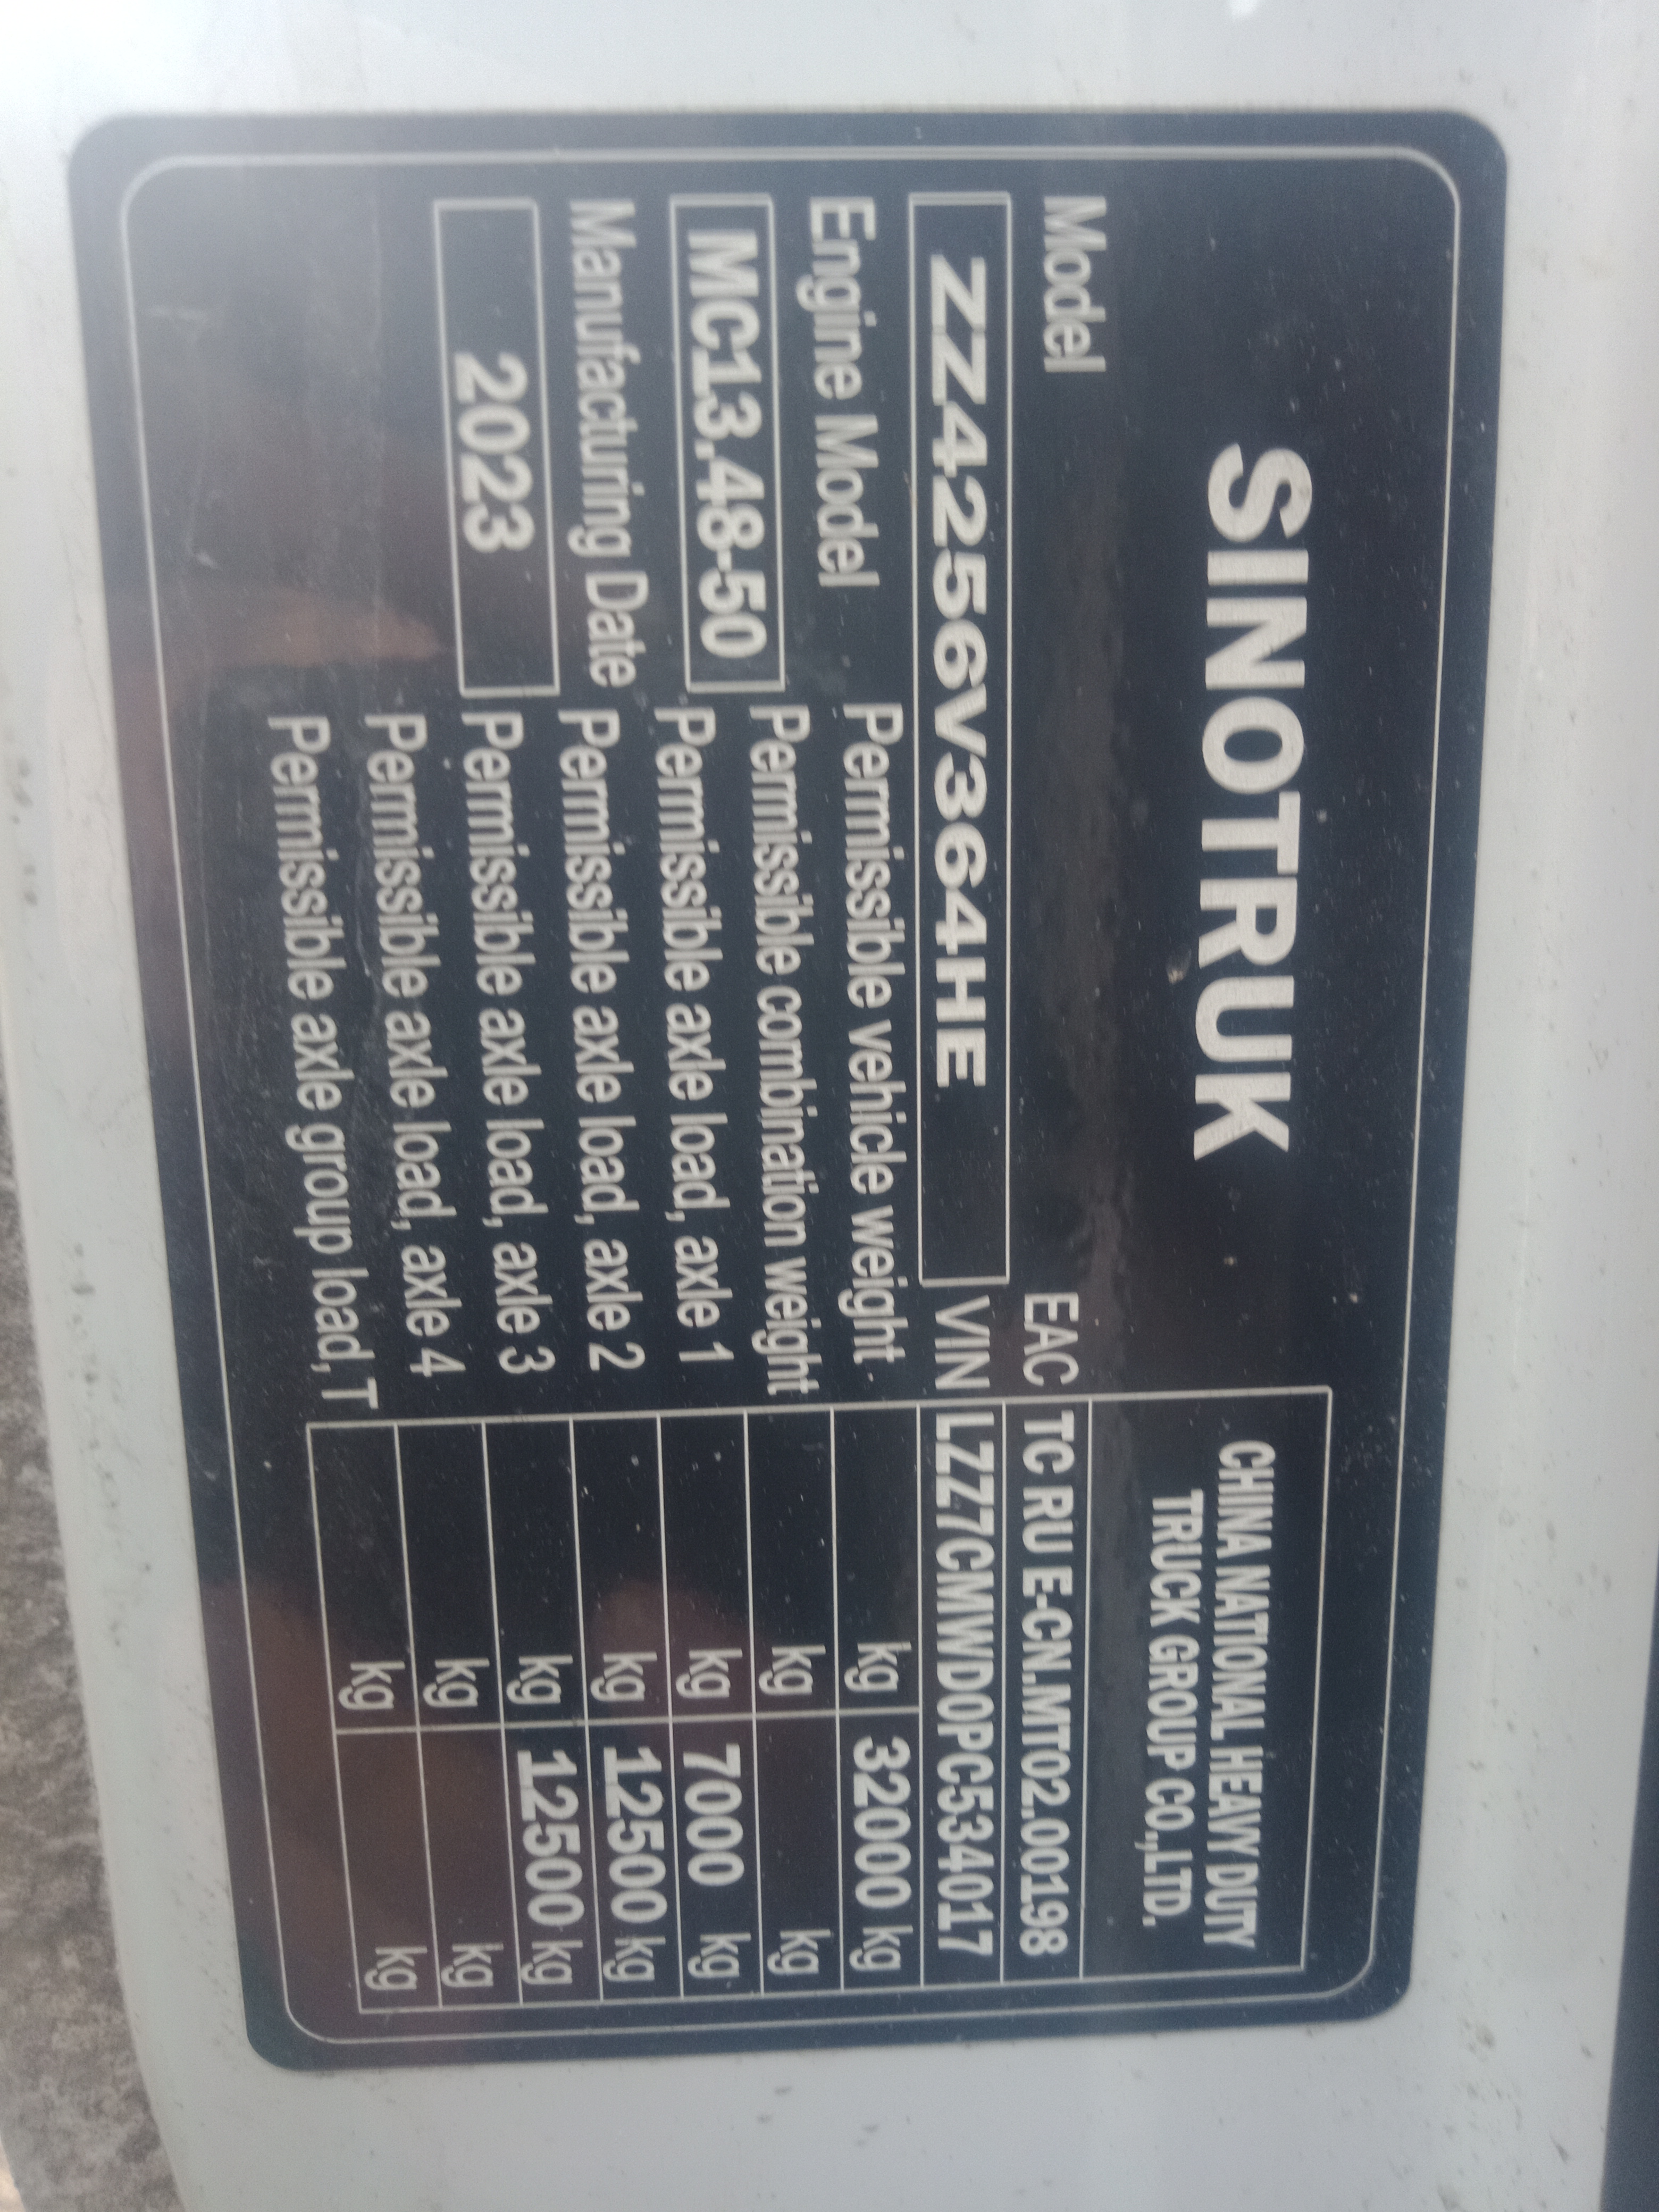 SINOTRUK
CHINA NATIONAL HEAVY DUTY
TRUCK GROUP CO.,LTD.
Model
EAC TC RU E-CN.MT02.00198
ZZ4256V364HE
VIN LZZ7CMWD0PC534017
Engine Model
MC13.48-50
Manufacturing Date
2023
Permissible vehicle weight kg 32000 kg
Permissible combination weight kg kg
Permissible axle load, axle 1 kg 7000 kg
Permissible axle load, axle 2 kg 12500 kg
Permissible axle load, axle 3 kg 12500 kg
Permissible axle load, axle 4 kg kg
Permissible axle group load, T kg kg